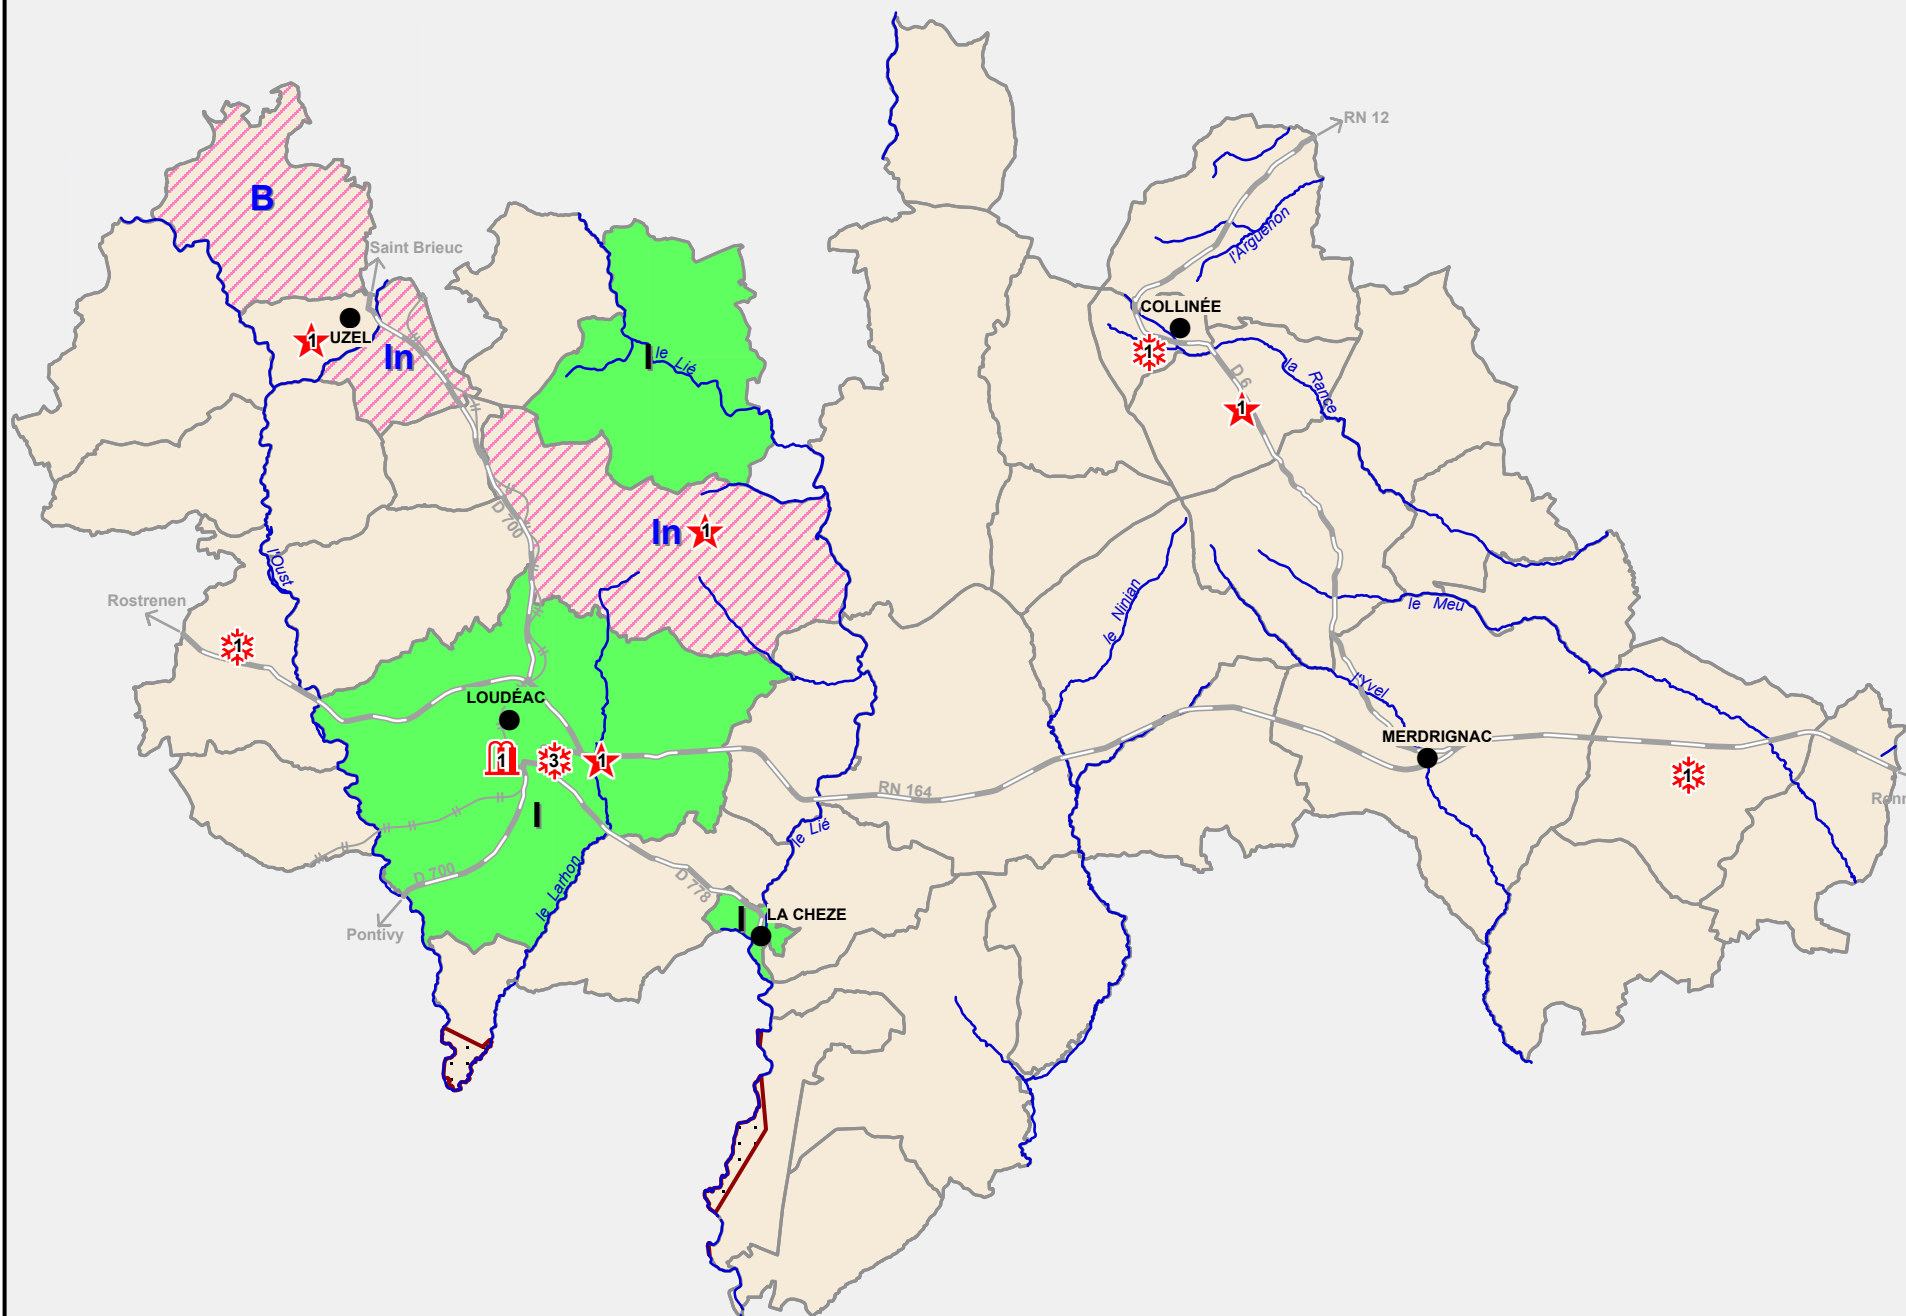 RN 12
B
Saint Brieuc
l'Arguenon
COLLINÉE
1
UZEL
In
I
le Lié
1
la Rance
D 6
1
D 700
In
1
l'Oust
Rostrenen
le Ninian
le Meu
1
l'Yvel
LOUDÉAC
MERDRIGNAC
1
3
1
1
RN 164
I
le Lié
D 700
D 778
le Larhon
I
LA CHEZE
Pontivy